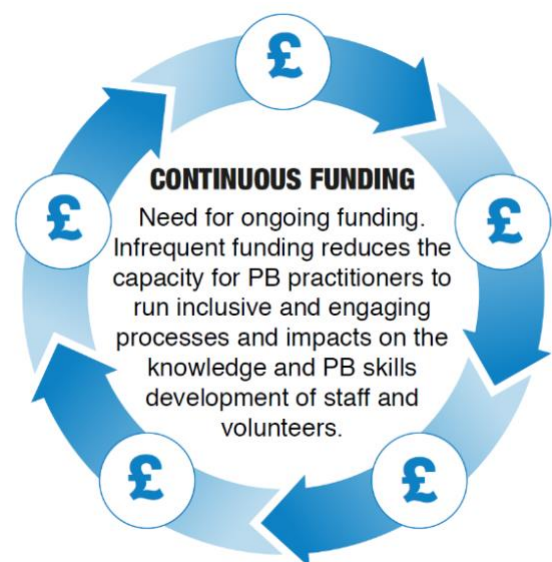 £
£
£
£
£
CONTINUOUS FUNDING
Need for ongoing funding.
Infrequent funding reduces the
capacity for PB practitioners to
run inclusive and engaging
processes and impacts on the
knowledge and PB skills
development of staff and
volunteers.